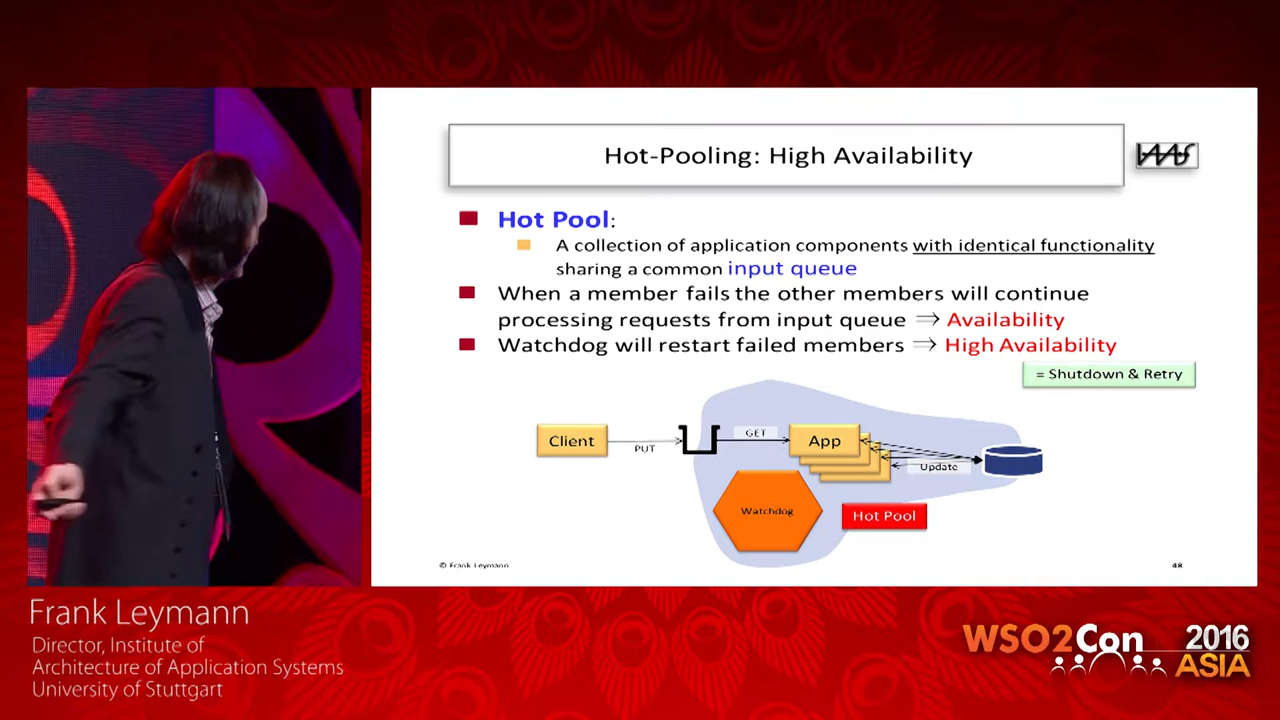 Hot-Pooling: High Availability
IAAS
Hot Pool:
A collection of application components with identical functionality
sharing a common input queue
When a member fails the other members will continue
processing requests from input queue ⇒ Availability
Watchdog will restart failed members ⇒ High Availability
= Shutdown & Retry
Client
PUT
GET
App
Update
Watchdog
Hot Pool
© Frank Leymann
48
Frank Leymann
Director, Institute of
Architecture of Application Systems
University of Stuttgart
WSO2Con 2016
ASIA